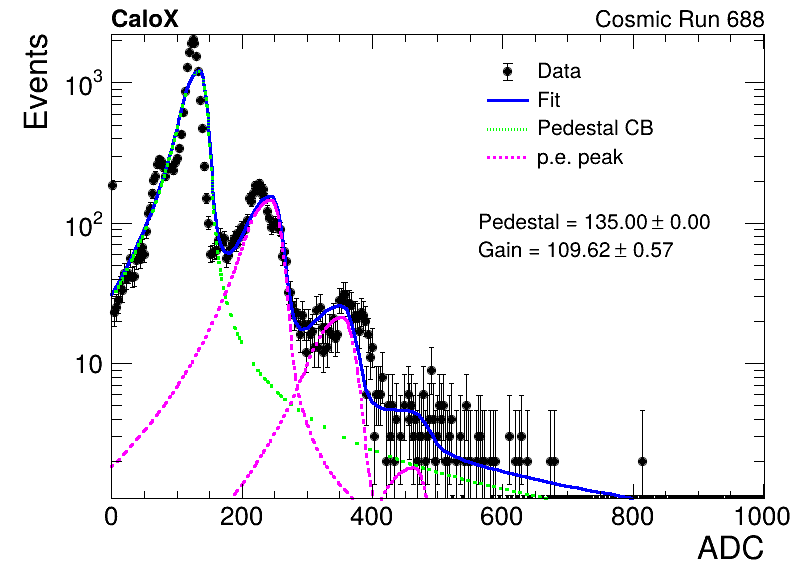 CaloX Cosmic Run 688
Events
Data
Fit
Pedestal CB
p.e. peak
Pedestal = 135.00 ± 0.00
Gain = 109.62 ± 0.57
10³
10²
10
0 200 400 600 800 1000
ADC